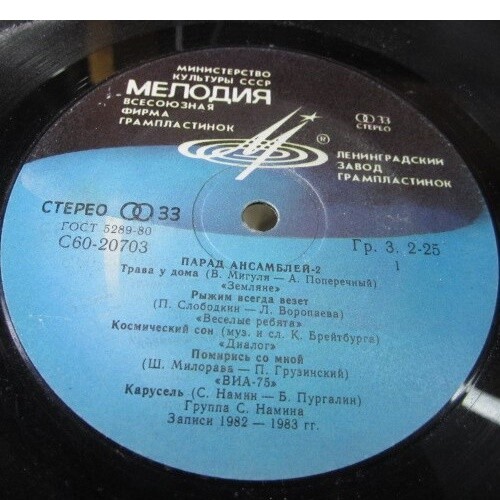 МИНИСТЕРСТВО
КУЛЬТУРЫ СССР
МЕЛОДИЯ
ВСЕСОЮЗНАЯ
ФИРМА
ГРАМПЛАСТИНОК
33
СТЕРЕО
ЛЕНИНГРАДСКИЙ
ЗАВОД
ГРАМПЛАСТИНОК
СТЕРЕО 33
ГОСТ 5289-80
С60-20703
Гр. 3. 2-25
1
ПАРАД АНСАМБЛЕЙ-2
Трава у дома (В. Мигуля — А. Поперечный)
«Земляне»
Рыжим всегда везет
(П. Слободкин — Л. Воропаева)
«Веселые ребята»
Космический сон (муз. и сл. К. Брейтбурга)
«Диалог»
Помирись со мной
(Ш. Милорава — П. Грузинский)
«ВИА-75»
Карусель (С. Намин — Б. Пургалин)
Группа С. Намина
Записи 1982 — 1983 гг.